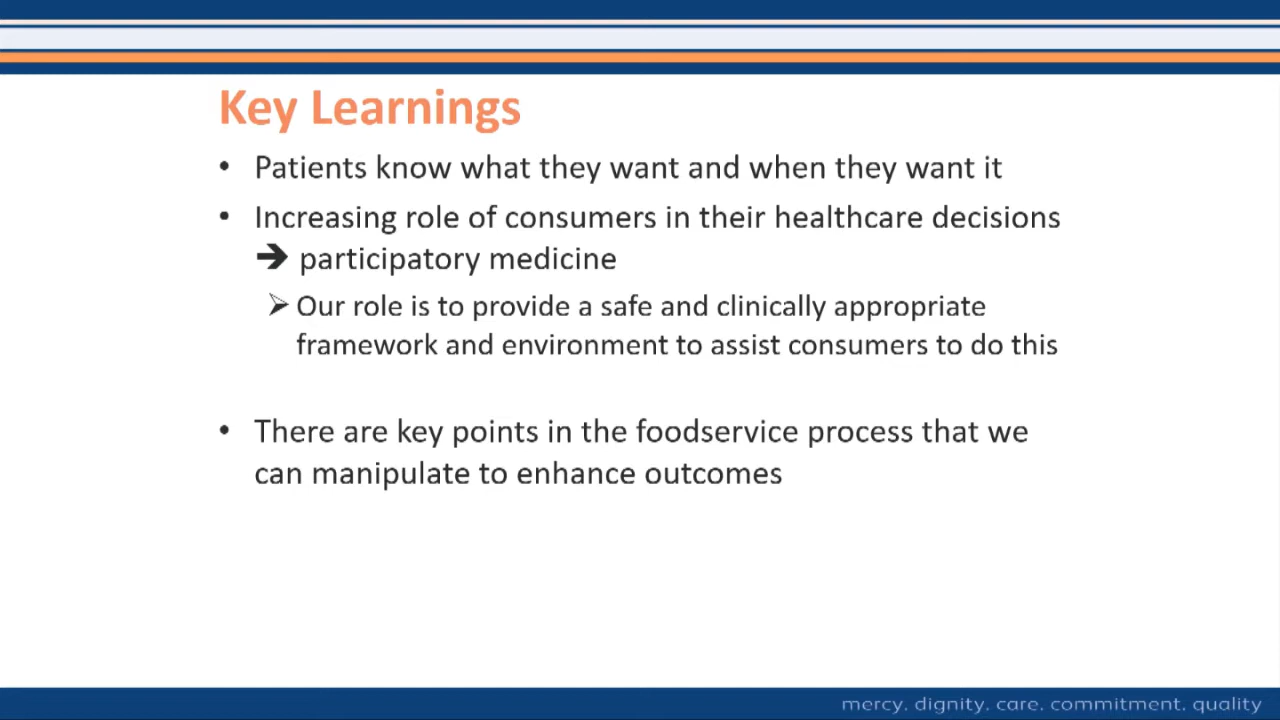 Key Learnings
• Patients know what they want and when they want it
• Increasing role of consumers in their healthcare decisions
➔ participatory medicine
➢ Our role is to provide a safe and clinically appropriate
framework and environment to assist consumers to do this
• There are key points in the foodservice process that we
can manipulate to enhance outcomes
mercy. dignity. care. commitment. quality